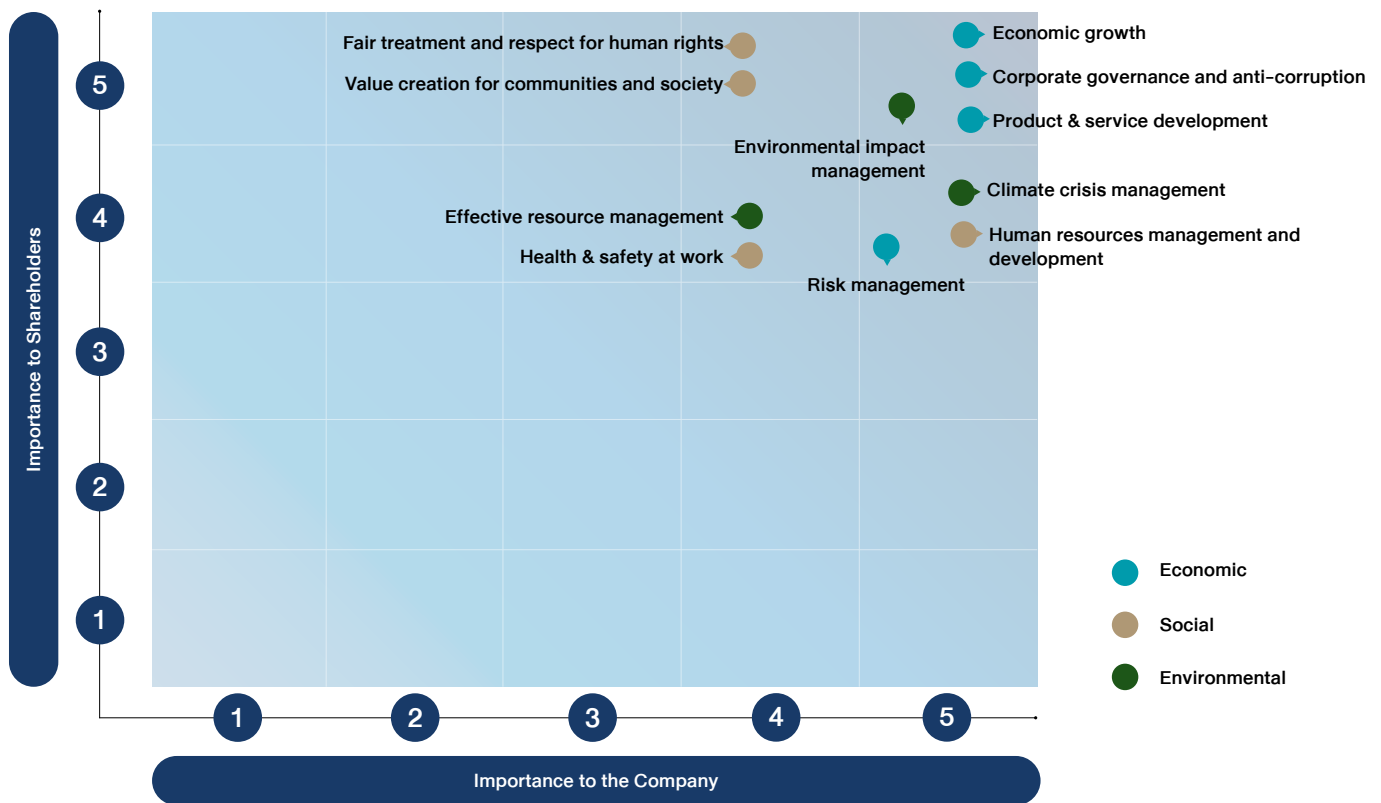 Importance to Shareholders
5
4
3
2
1
Fair treatment and respect for human rights
Value creation for communities and society
Economic growth
Corporate governance and anti-corruption
Product & service development
Environmental impact
management
Climate crisis management
Effective resource management
Human resources management and
development
Health & safety at work
Risk management
Economic
Social
Environmental
1
2
3
4
5
Importance to the Company